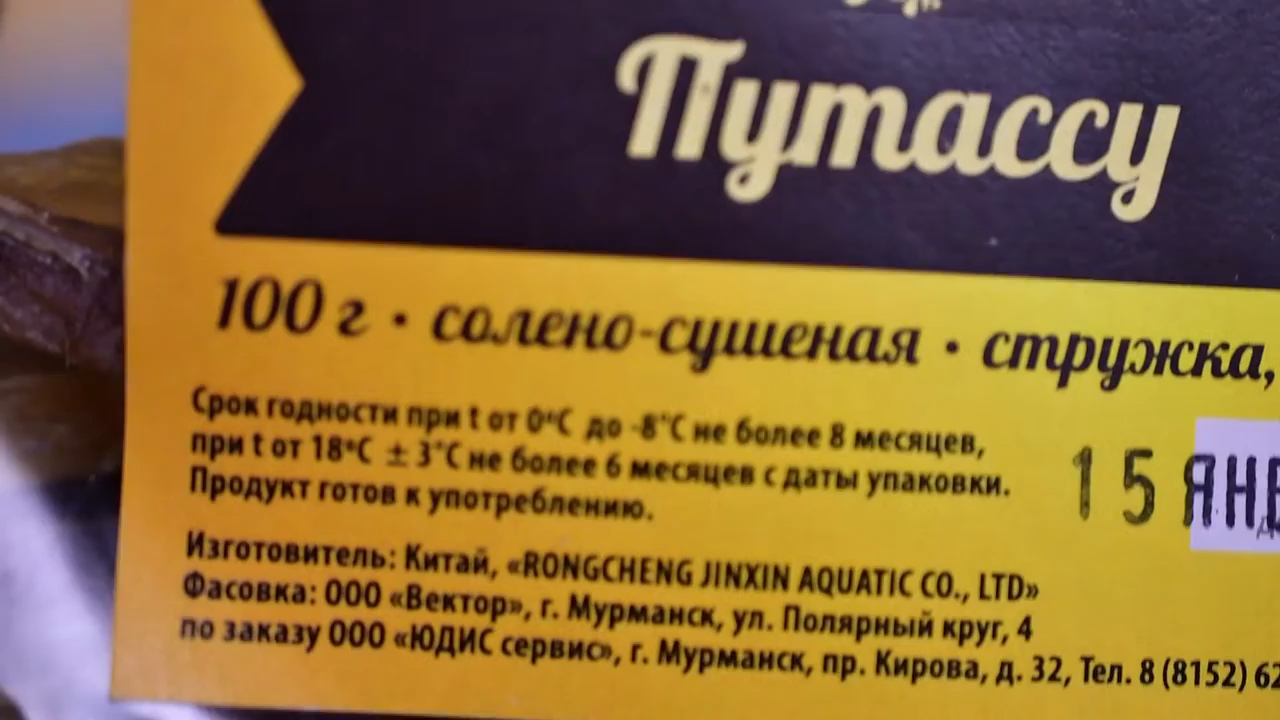 Путассу
100 г • солено-сушеная • стружка,
Срок годности при t от 0°C до -8°C не более 8 месяцев,
при t от 18°C ± 3°C не более 6 месяцев с даты упаковки.
Продукт готов к употреблению.
15 ЯНВ
Изготовитель: Китай, «RONGCHENG JINXIN AQUATIC CO., LTD»
Фасовка: ООО «Вектор», г. Мурманск, ул. Полярный круг, 4
по заказу ООО «ЮДИС сервис», г. Мурманск, пр. Кирова, д. 32, Тел. 8 (8152) 62